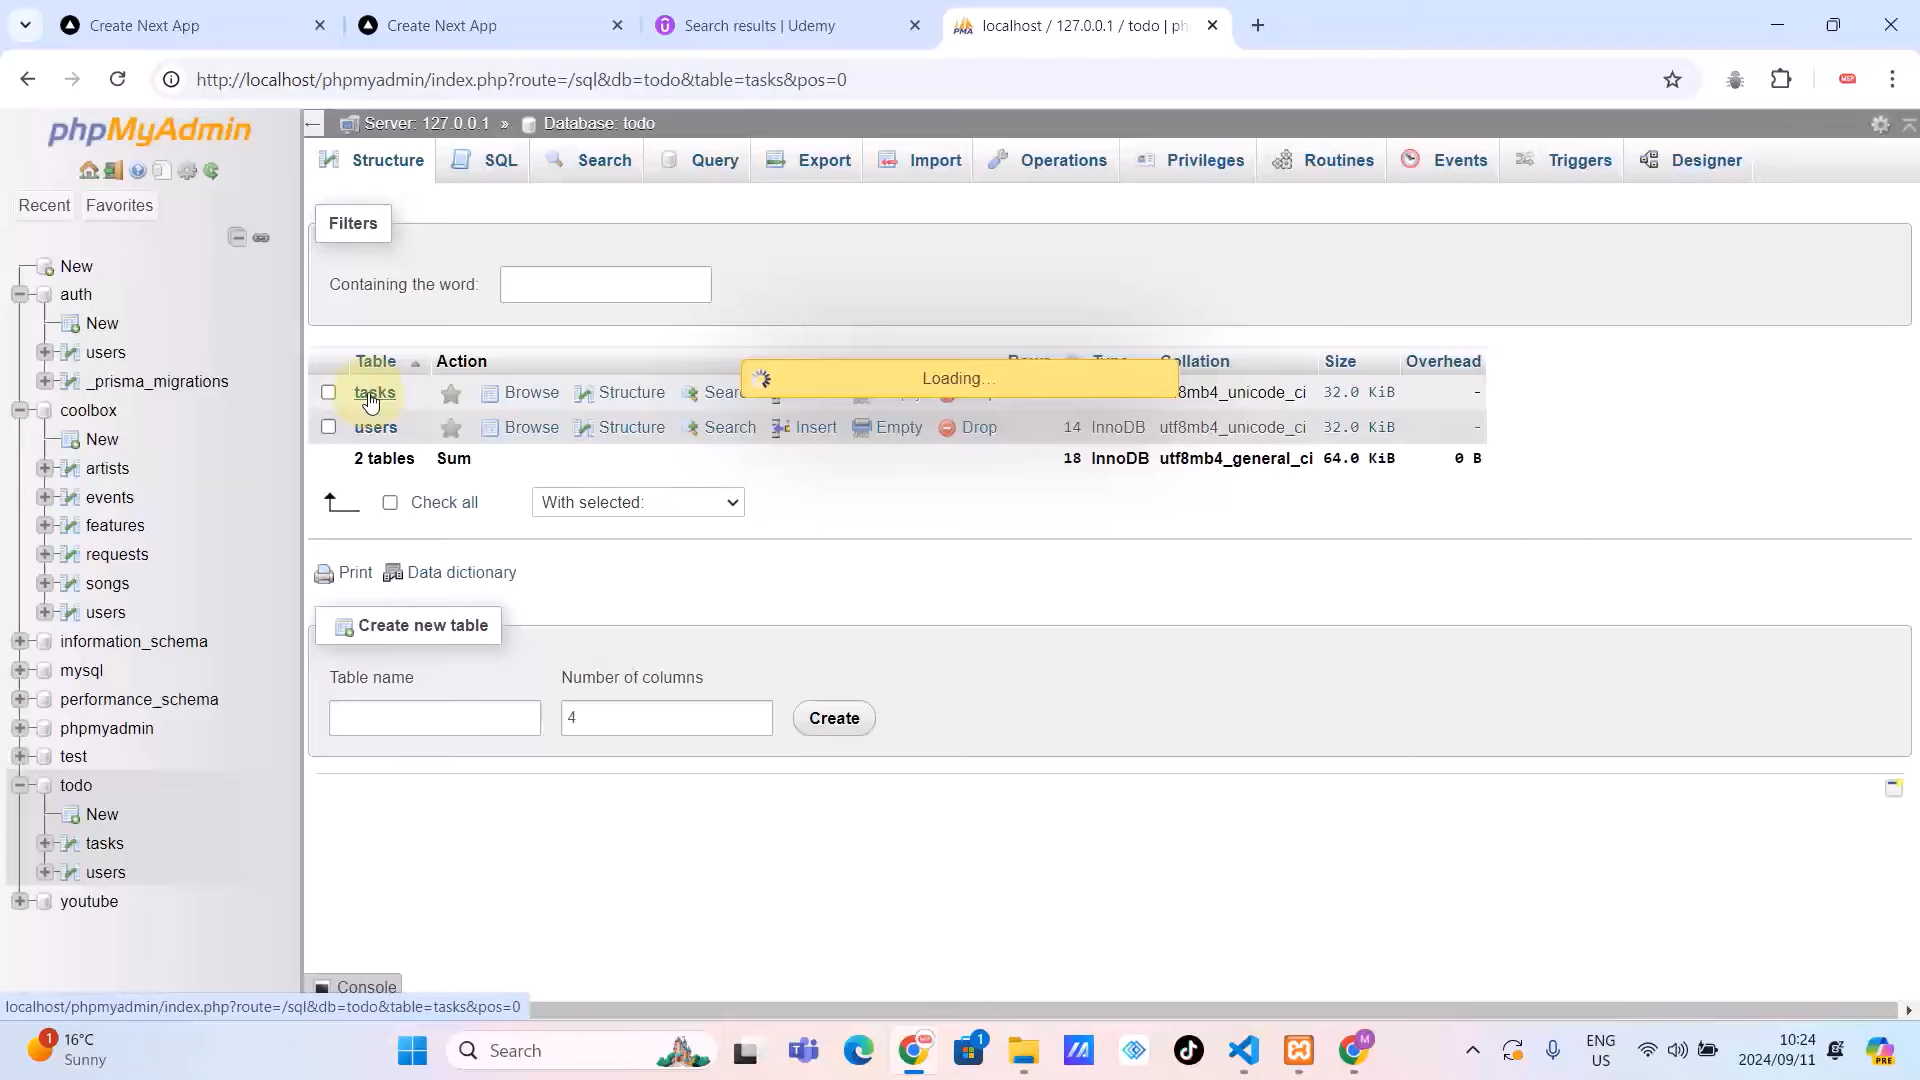 Create Next App
Create Next App
Search results | Udemy
localhost / 127.0.0.1 / todo | ph
http://localhost/phpmyadmin/index.php?route=/sql&db=todo&table=tasks&pos=0
phpMyAdmin
Recent
Favorites
New
auth
New
users
_prisma_migrations
coolbox
New
artists
events
features
requests
songs
users
information_schema
mysql
performance_schema
phpmyadmin
test
todo
New
tasks
users
youtube
Server: 127.0.0.1 » Database: todo
Structure SQL Search Query Export Import Operations Privileges Routines Events Triggers Designer
Filters
Containing the word:
Table Action Type Collation Size Overhead
Loading...
tasks Browse Structure 32.0 KiB -
users Browse Structure Search Insert Empty Drop 14 InnoDB utf8mb4_unicode_ci 32.0 KiB -
2 tables Sum 18 InnoDB utf8mb4_general_ci 64.0 KiB 0 B
Check all With selected:
Print Data dictionary
Create new table
Table name Number of columns
4 Create
Console
localhost/phpmyadmin/index.php?route=/sql&db=todo&table=tasks&pos=0
1 16°C
Sunny
Search
1
M
ENG
US
10:24
2024/09/11
PRE